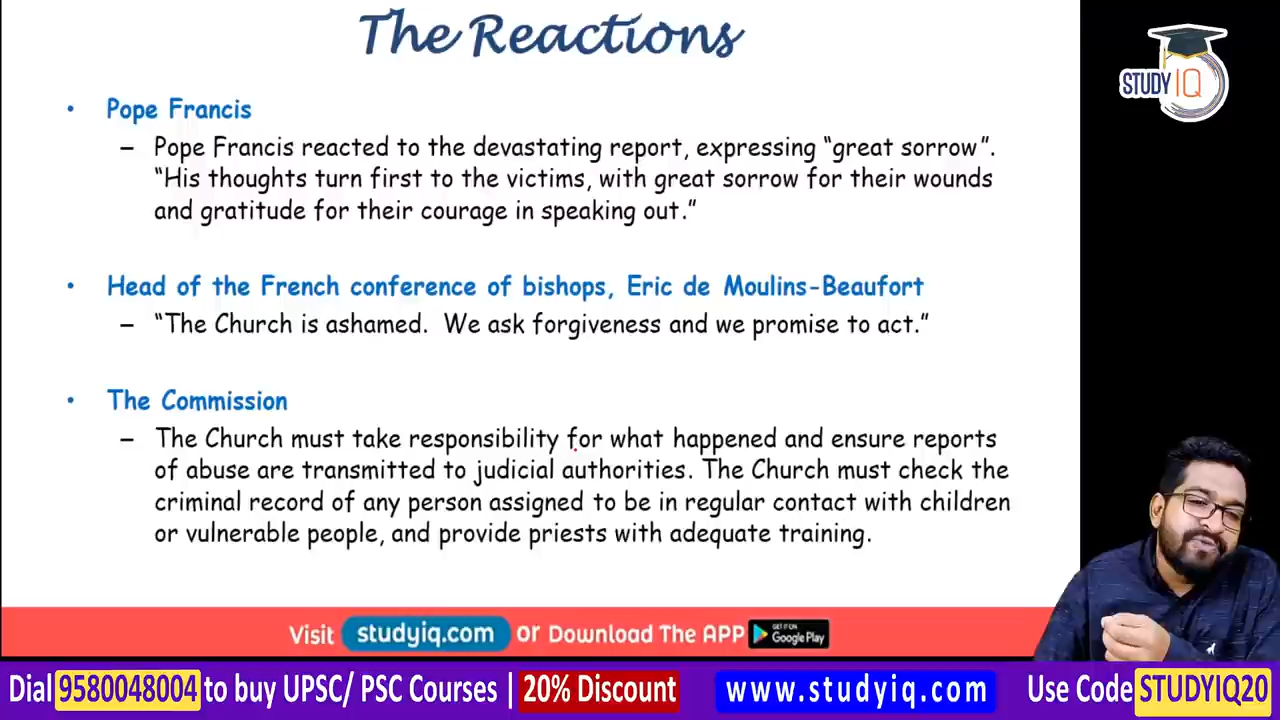 The Reactions
STUDY IQ
• Pope Francis
– Pope Francis reacted to the devastating report, expressing “great sorrow”.
“His thoughts turn first to the victims, with great sorrow for their wounds
and gratitude for their courage in speaking out.”
• Head of the French conference of bishops, Eric de Moulins-Beaufort
– “The Church is ashamed. We ask forgiveness and we promise to act.”
• The Commission
– The Church must take responsibility for what happened and ensure reports
of abuse are transmitted to judicial authorities. The Church must check the
criminal record of any person assigned to be in regular contact with children
or vulnerable people, and provide priests with adequate training.
Visit studyiq.com or Download The APP GET IT ON Google Play
Dial 9580048004 to buy UPSC/ PSC Courses | 20% Discount www.studyiq.com Use Code STUDYIQ20